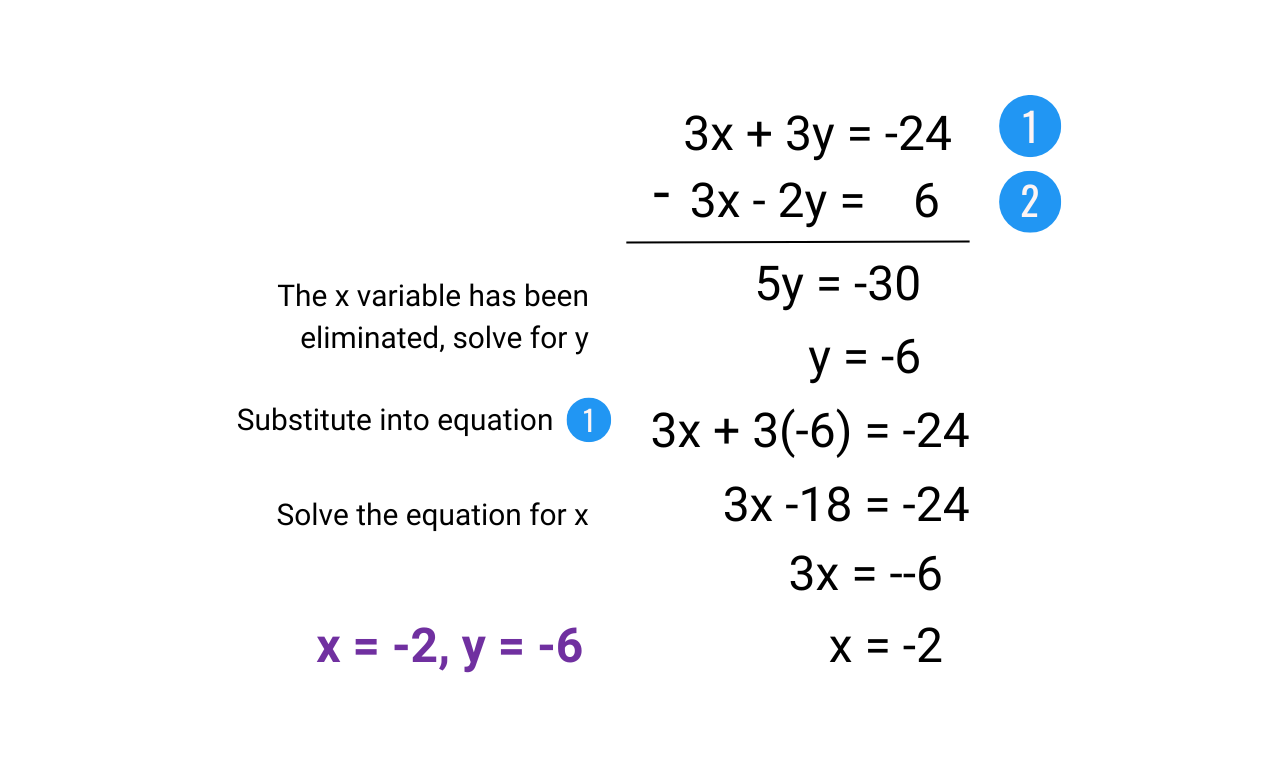 3x + 3y = -24 1
- 3x - 2y = 6 2
5y = -30
The x variable has been
eliminated, solve for y
y = -6
Substitute into equation 1 3x + 3(-6) = -24
3x -18 = -24
Solve the equation for x
3x = --6
x = -2, y = -6 x = -2